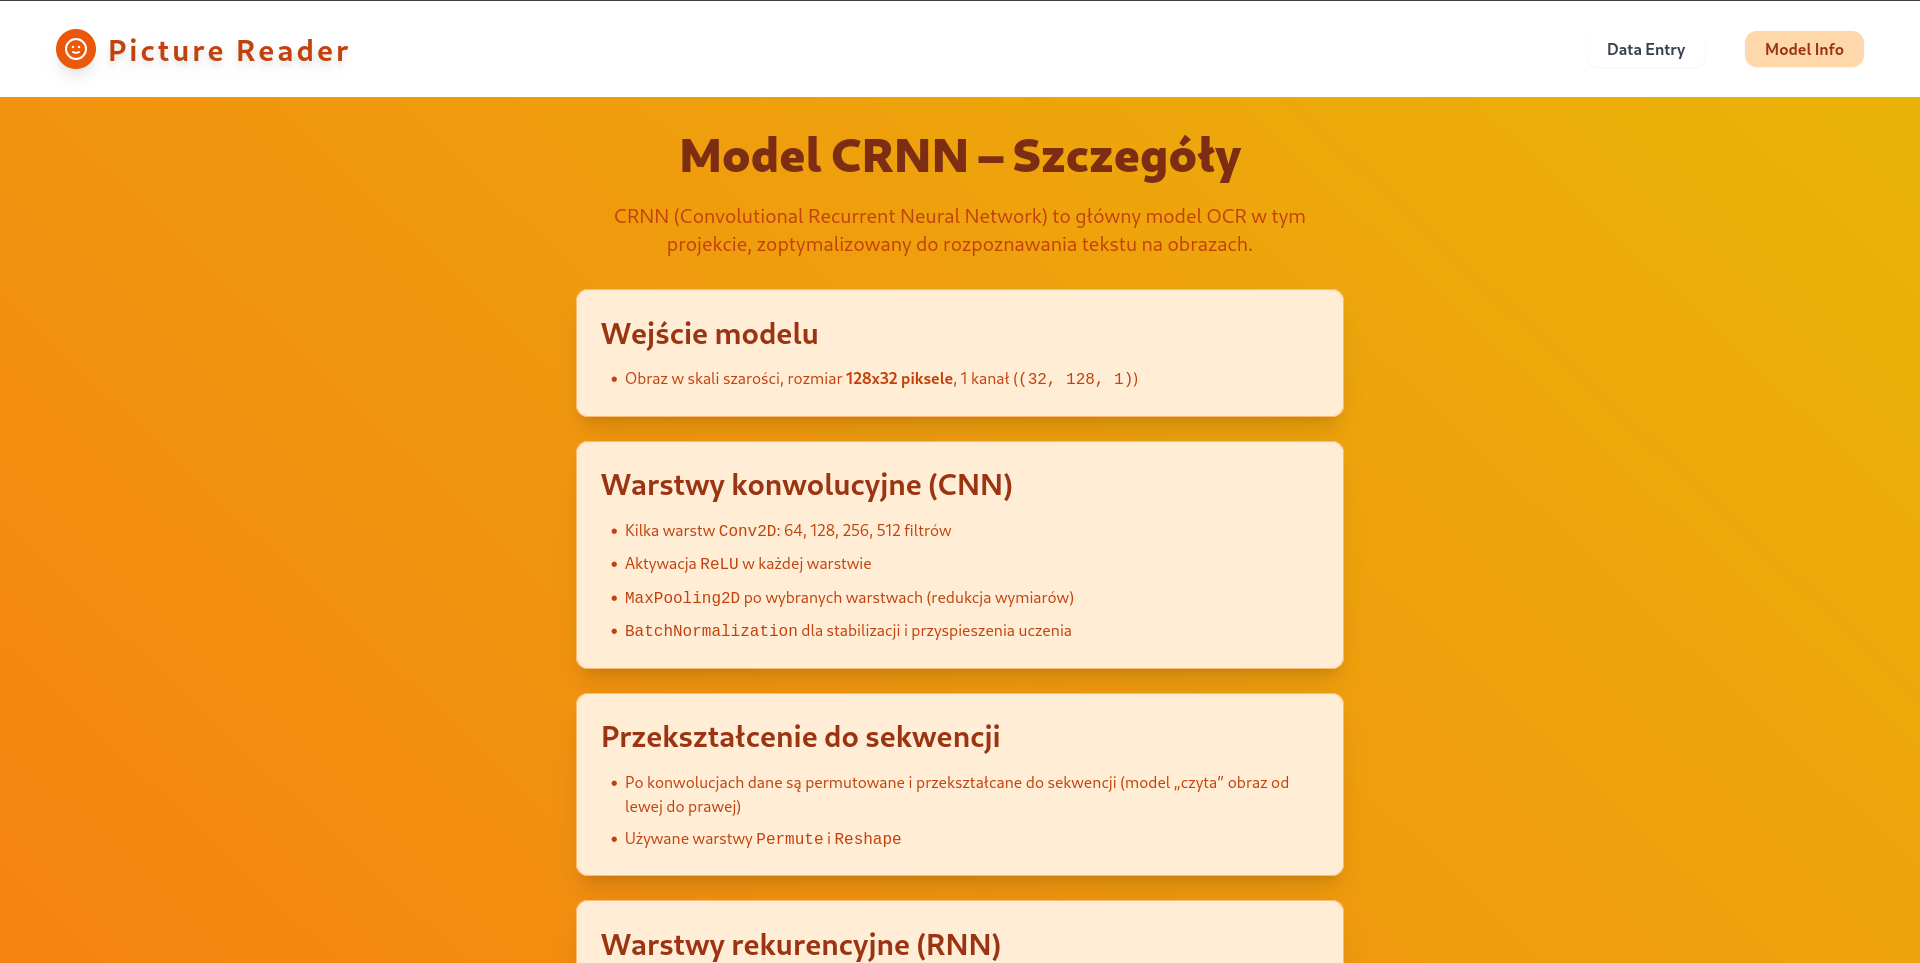 Picture Reader
Data Entry
Model Info
Model CRNN – Szczegóły
CRNN (Convolutional Recurrent Neural Network) to główny model OCR w tym
projekcie, zoptymalizowany do rozpoznawania tekstu na obrazach.
Wejście modelu
• Obraz w skali szarości, rozmiar 128x32 piksele, 1 kanał ((32, 128, 1))
Warstwy konwolucyjne (CNN)
• Kilka warstw Conv2D: 64, 128, 256, 512 filtrów
• Aktywacja ReLU w każdej warstwie
• MaxPooling2D po wybranych warstwach (redukcja wymiarów)
• BatchNormalization dla stabilizacji i przyspieszenia uczenia
Przekształcenie do sekwencji
• Po konwolucjach dane są permutowane i przekształcane do sekwencji (model „czyta” obraz od
lewej do prawej)
• Używane warstwy Permute i Reshape
Warstwy rekurencyjne (RNN)